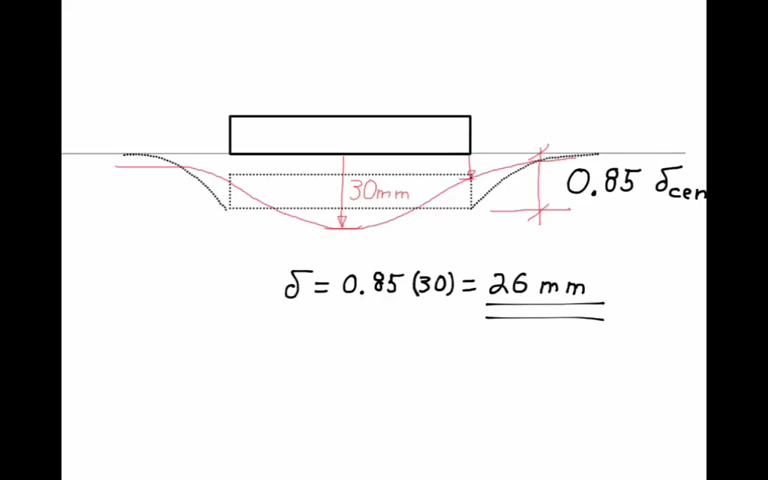 30mm
0.85 δcen
δ = 0.85 (30) = 26 mm